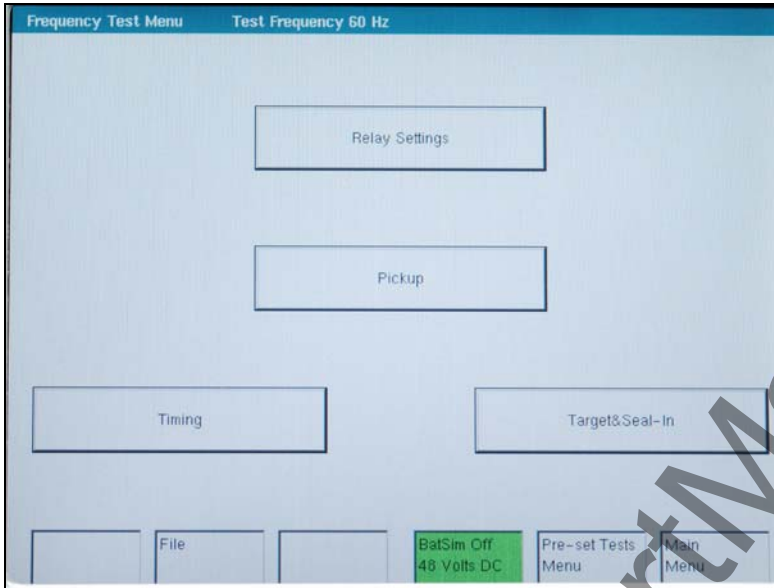 Frequency Test Menu Test Frequency 60 Hz
Relay Settings
Pickup
Timing
Target&Seal-In
File
BatSim Off
48 Volts DC
Pre-set Tests
Menu
Main
Menu